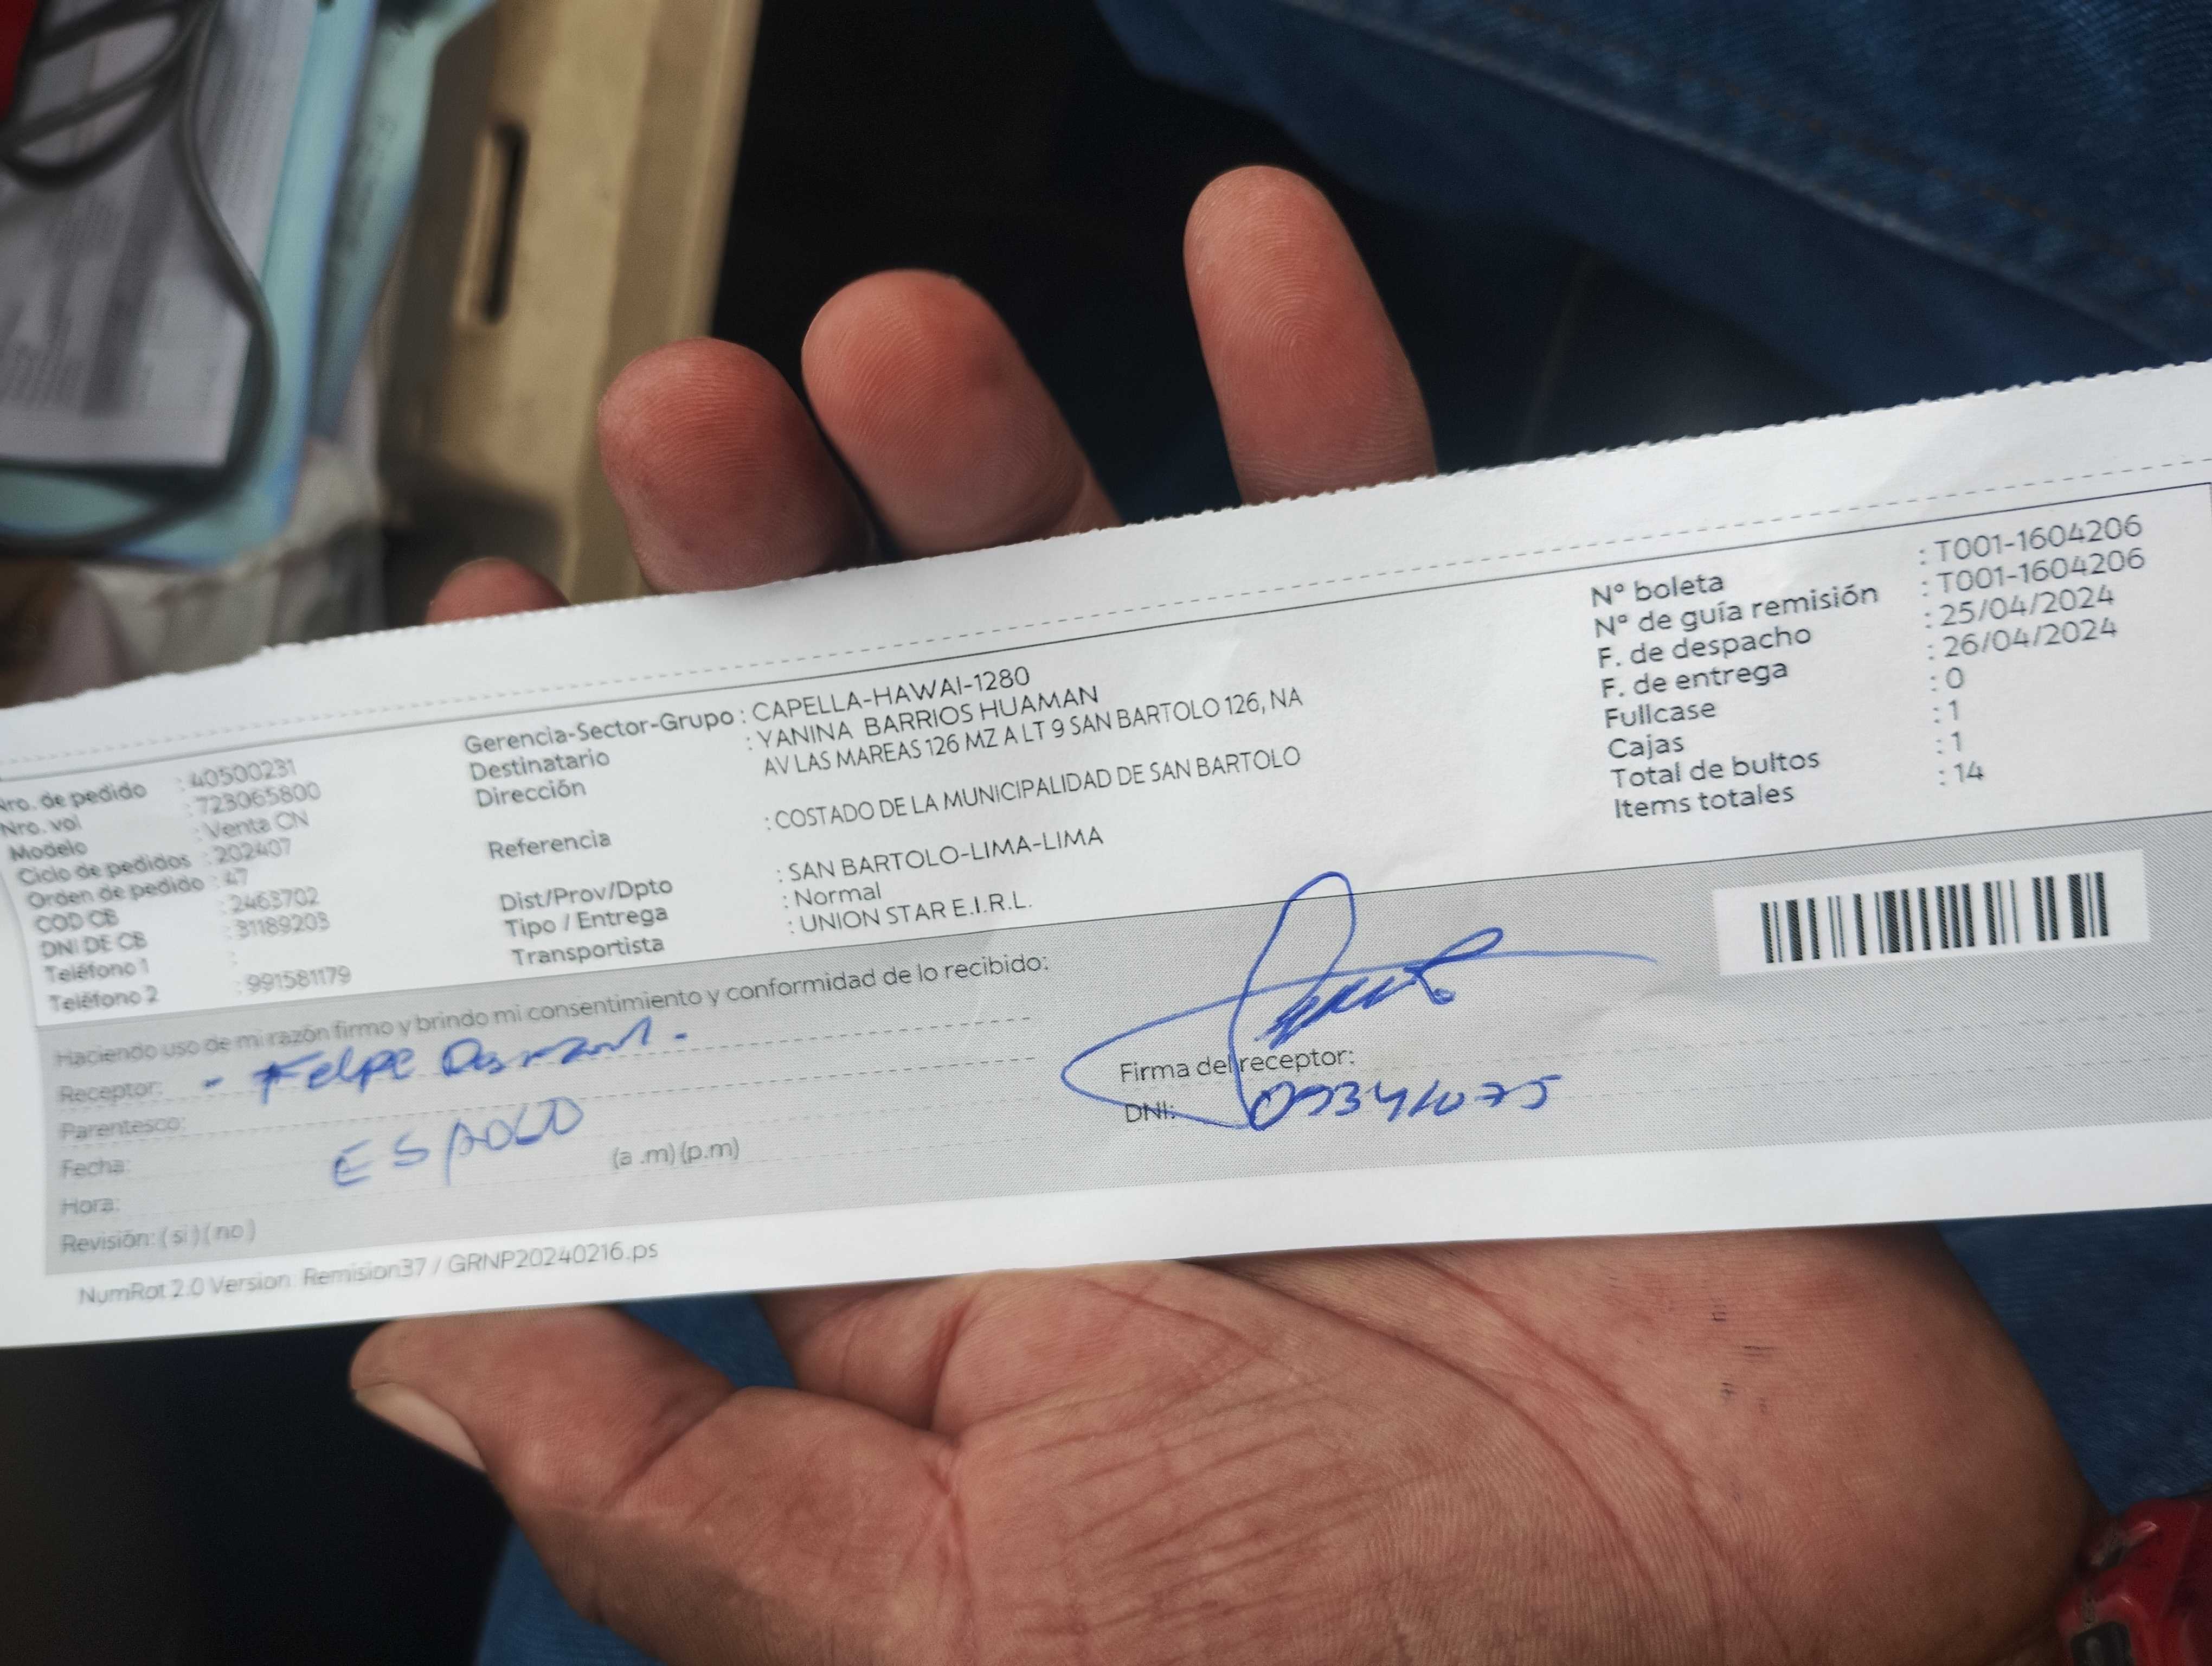 Nro. de pedido : 40500231
Nro. vol : 723065800
Modelo : Venta CN
Ciclo de pedidos : 202407
Orden de pedido : 47
COD CB : 2463702
DNI DE CB : 31189203
Teléfono 1 :
Teléfono 2 : 991581179
Gerencia-Sector-Grupo : CAPELLA-HAWAI-1280
Destinatario : YANINA BARRIOS HUAMAN
Dirección AV LAS MAREAS 126 MZ A LT 9 SAN BARTOLO 126, NA
Referencia : COSTADO DE LA MUNICIPALIDAD DE SAN BARTOLO
Dist/Prov/Dpto : SAN BARTOLO-LIMA-LIMA
Tipo / Entrega : Normal
Transportista : UNION STAR E.I.R.L.
Nº boleta : T001-1604206
Nº de guía remisión : T001-1604206
F. de despacho : 25/04/2024
F. de entrega : 26/04/2024
Fullcase : 0
Cajas : 1
Total de bultos : 1
Items totales : 14
Haciendo uso de mi razón firmo y brindo mi consentimiento y conformidad de lo recibido:
Receptor: - Felipe
Parentesco:
ESPOSO
Fecha:
Hora: (a .m) (p.m)
Revisión: ( si ) ( no )
Firma del receptor:
DNI:
NumRot 2.0 Version Remision37 / GRNP20240216.ps